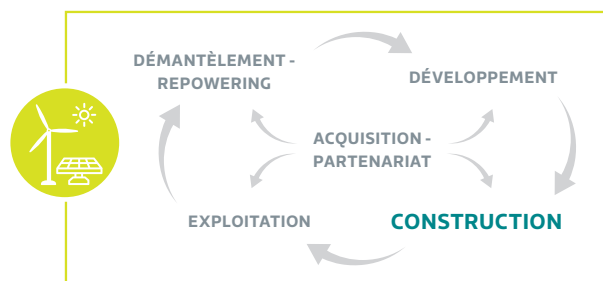 DÉMANTÈLEMENT -
REPOWERING
DÉVELOPPEMENT
ACQUISITION -
PARTENARIAT
EXPLOITATION
CONSTRUCTION